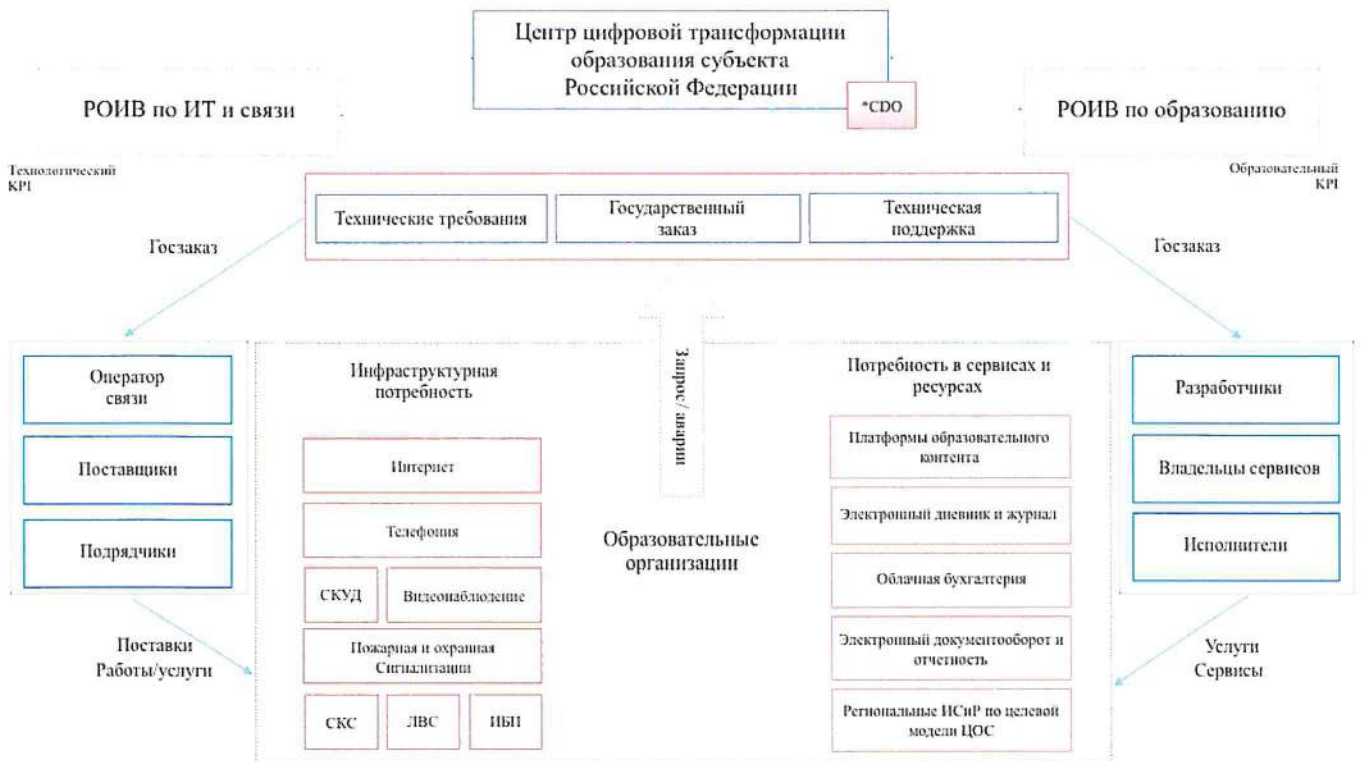 Центр цифровой трансформации
образования субъекта
Российской Федерации
*CDO
РОИВ по ИТ и связи
РОИВ по образованию
Технологический
KPI
Образовательный
KPI
Технические требования
Государственный
заказ
Техническая
поддержка
Госзаказ
Госзаказ
Оператор
связи
Поставщики
Подрядчики
Поставки
Работы/услуги
Инфраструктурная
потребность
Интернет
Телефония
СКУД
Видеонаблюдение
Пожарная и охранная
Сигнализации
СКС
ЛВС
ИБП
Запрос/ аварии
Образовательные
организации
Потребность в сервисах и
ресурсах
Платформы образовательного
контента
Электронный дневник и журнал
Облачная бухгалтерия
Электронный документооборот и
отчетность
Региональные ИСиР по целевой
модели ЦОС
Разработчики
Владельцы сервисов
Исполнители
Услуги
Сервисы